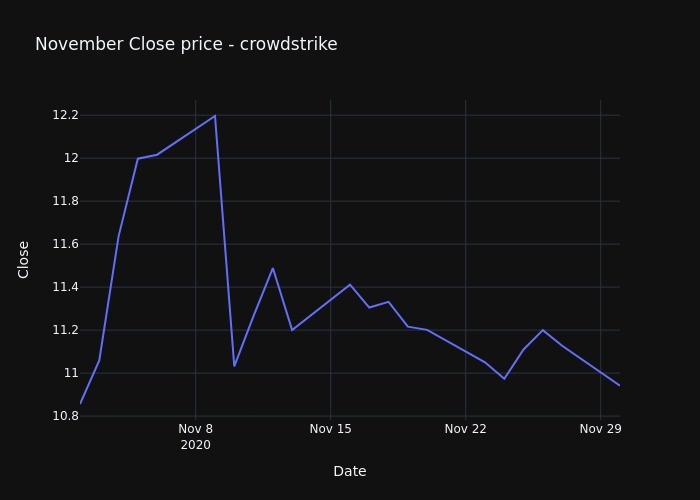 November Close price - crowdstrike
Close
12.2
12
11.8
11.6
11.4
11.2
11
10.8
Nov 8
2020
Nov 15
Nov 22
Nov 29
Date